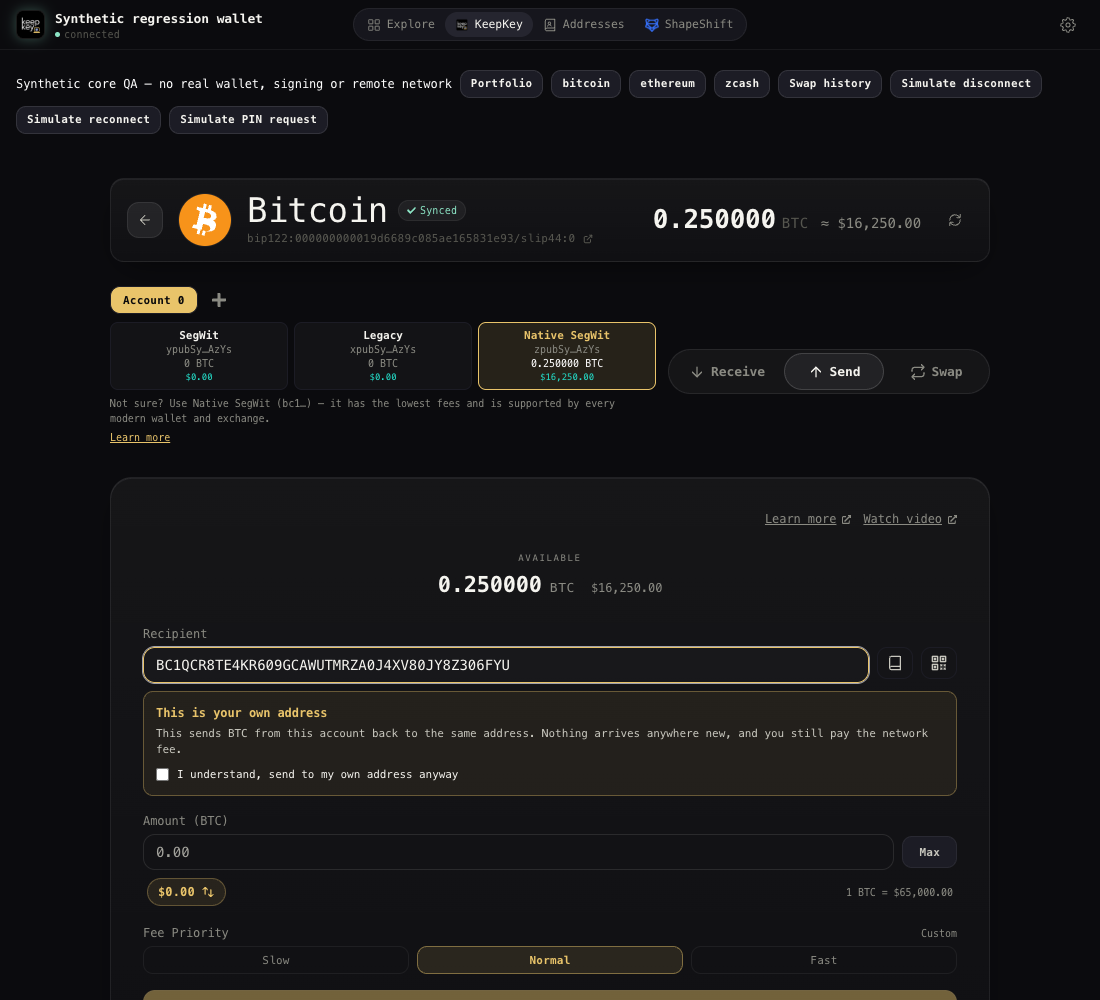 Synthetic regression wallet
connected
Explore
KeepKey
Addresses
ShapeShift
Synthetic core QA — no real wallet, signing or remote network
Portfolio
bitcoin
ethereum
zcash
Swap history
Simulate disconnect
Simulate reconnect
Simulate PIN request
Bitcoin
Synced
bip122:000000000019d6689c085ae165831e93/slip44:0
0.250000 BTC ≈ $16,250.00
Account 0
SegWit
ypubSy…AzYs
0 BTC
$0.00
Legacy
xpubSy…AzYs
0 BTC
$0.00
Native SegWit
zpubSy…AzYs
0.250000 BTC
$16,250.00
Receive
Send
Swap
Not sure? Use Native SegWit (bc1…) — it has the lowest fees and is supported by every
modern wallet and exchange.
Learn more
Learn more
Watch video
AVAILABLE
0.250000 BTC $16,250.00
Recipient
BC1QCR8TE4KR609GCAWUTMRZA0J4XV80JY8Z306FYU
This is your own address
This sends BTC from this account back to the same address. Nothing arrives anywhere new, and you still pay the network
fee.
I understand, send to my own address anyway
Amount (BTC)
0.00
Max
$0.00
1 BTC = $65,000.00
Fee Priority
Custom
Slow
Normal
Fast